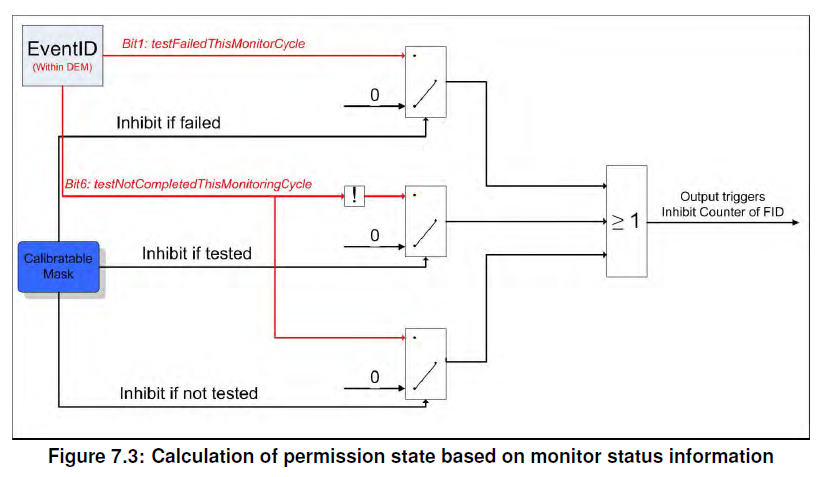 EventID
(Within DEM)
Bit1: testFailedThisMonitorCycle
0
Inhibit if failed
Bit6: testNotCompletedThisMonitoringCycle
!
0
Calibratable
Mask
Inhibit if tested
≥ 1
Output triggers
Inhibit Counter of FID
0
Inhibit if not tested
Figure 7.3: Calculation of permission state based on monitor status information